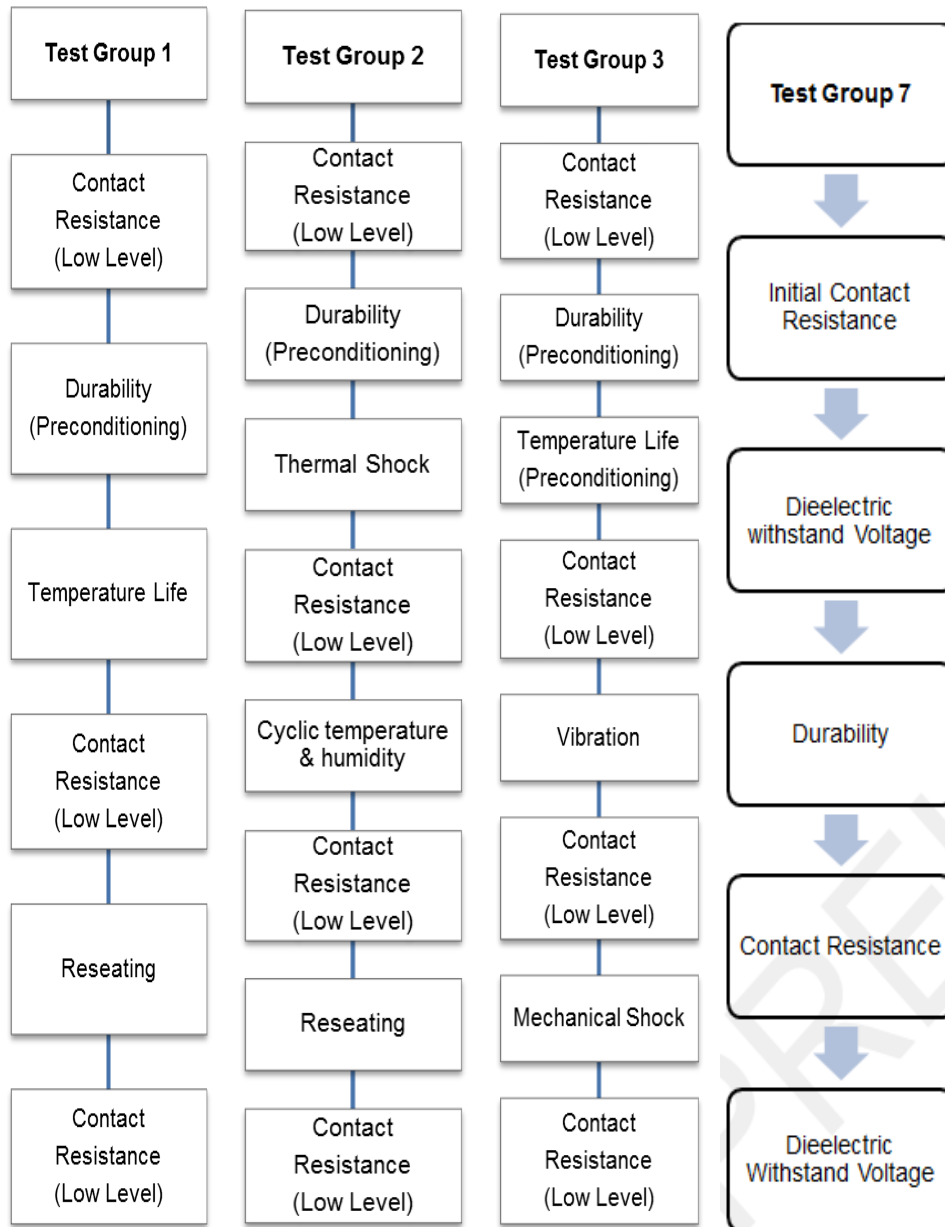 Test Group 1
Contact
Resistance
(Low Level)
Durability
(Preconditioning)
Temperature Life
Contact
Resistance
(Low Level)
Reseating
Contact
Resistance
(Low Level)
Test Group 2
Contact
Resistance
(Low Level)
Durability
(Preconditioning)
Thermal Shock
Contact
Resistance
(Low Level)
Cyclic temperature
& humidity
Contact
Resistance
(Low Level)
Reseating
Contact
Resistance
(Low Level)
Test Group 3
Contact
Resistance
(Low Level)
Durability
(Preconditioning)
Temperature Life
(Preconditioning)
Contact
Resistance
(Low Level)
Vibration
Contact
Resistance
(Low Level)
Mechanical Shock
Contact
Resistance
(Low Level)
Test Group 7
Initial Contact
Resistance
Dieelectric
withstand Voltage
Durability
Contact Resistance
Dieelectric
Withstand Voltage